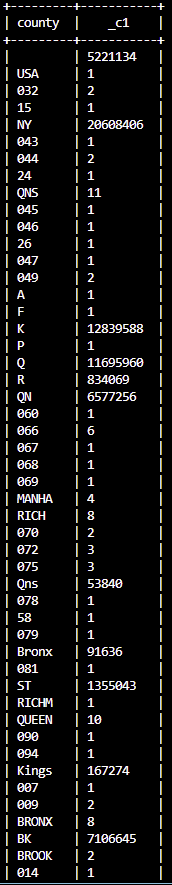 county _c1
5221134
USA 1
032 2
15 1
NY 20608406
043 1
044 2
24 1
QNS 11
045 1
046 1
26 1
047 1
049 2
A 1
F 1
K 12839588
P 1
Q 11695960
R 834069
QN 6577256
060 1
066 6
067 1
068 1
069 1
MANHA 4
RICH 8
070 2
072 3
075 3
Qns 53840
078 1
58 1
079 1
Bronx 91636
081 1
ST 1355043
RICHM 1
QUEEN 10
090 1
094 1
Kings 167274
007 1
009 2
BRONX 8
BK 7106645
BROOK 2
014 1